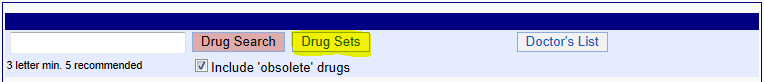 Drug Search Drug Sets Doctor's List
3 letter min. 5 recommended Include 'obsolete' drugs